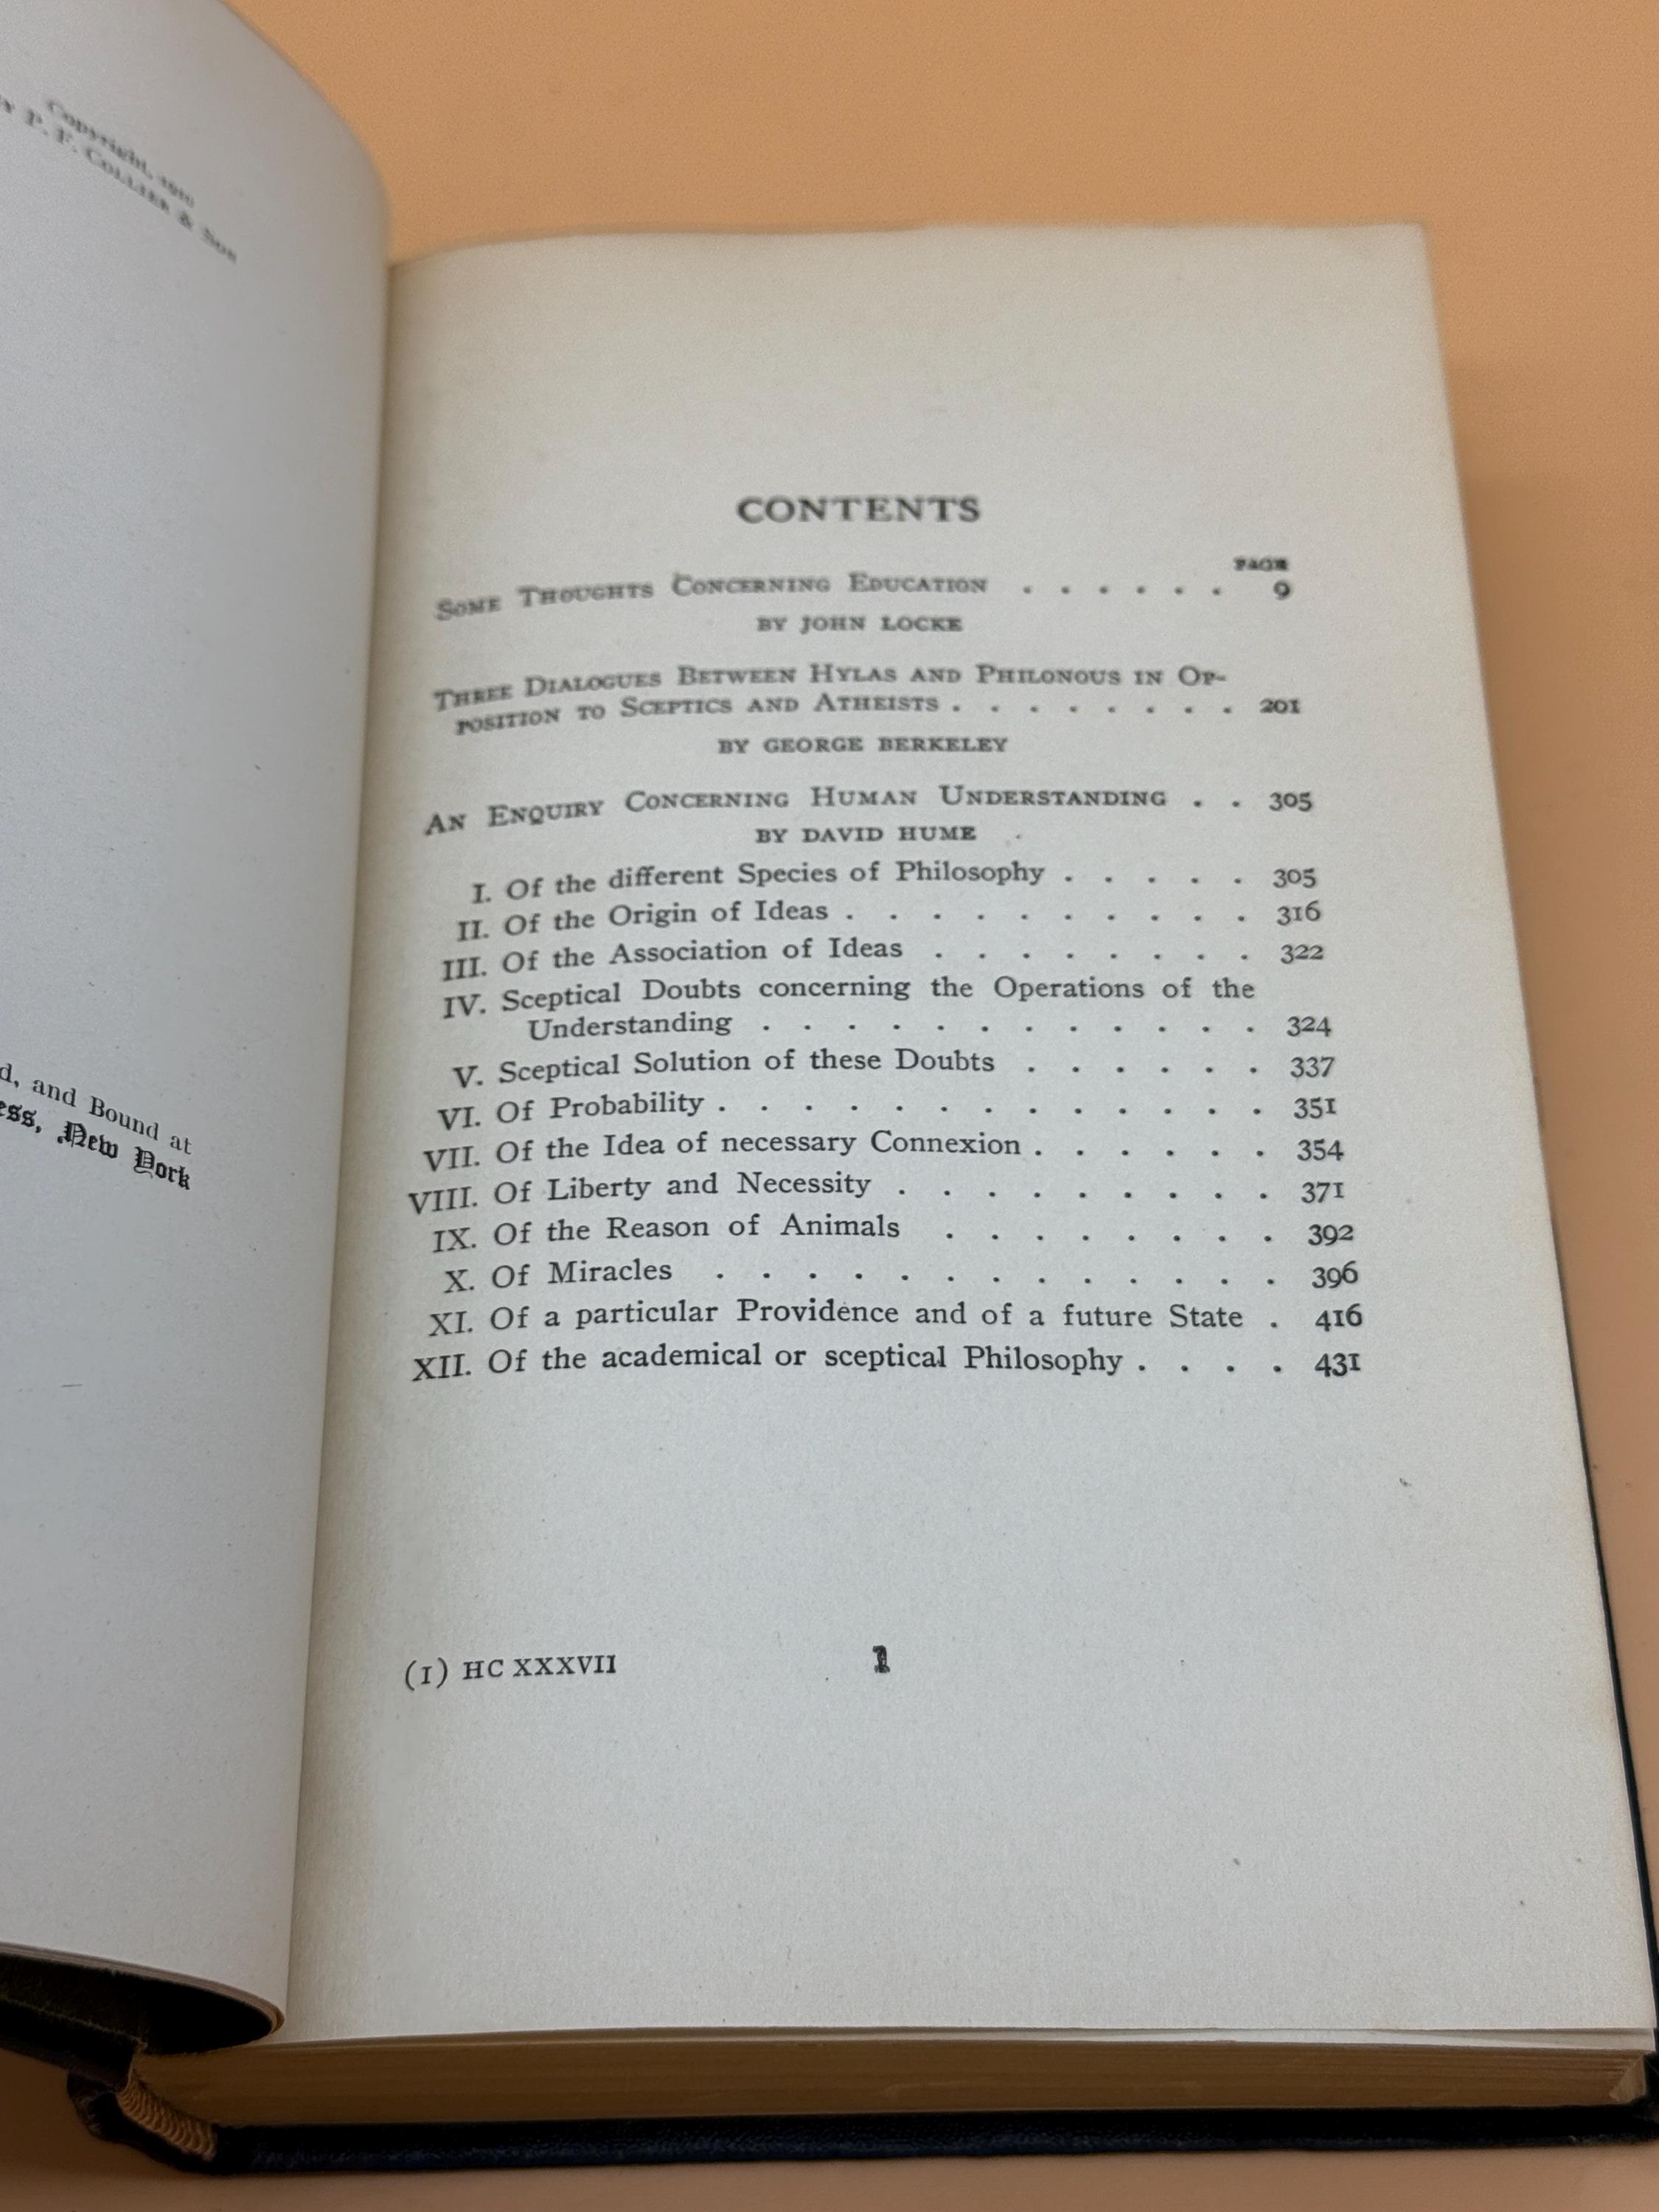 Copyright, 1910
P. F. Collier & Son
d, and Bound at
ess, New York
CONTENTS
PAGE
Some Thoughts Concerning Education . . . . . . 9
BY JOHN LOCKE
Three Dialogues Between Hylas and Philonous in Op-
position to Sceptics and Atheists . . . . . . . . 201
BY GEORGE BERKELEY
An Enquiry Concerning Human Understanding . . 305
BY DAVID HUME
I. Of the different Species of Philosophy . . . . . 305
II. Of the Origin of Ideas . . . . . . . . . . 316
III. Of the Association of Ideas . . . . . . . . 322
IV. Sceptical Doubts concerning the Operations of the
Understanding . . . . . . . . . . . . 324
V. Sceptical Solution of these Doubts . . . . . . 337
VI. Of Probability . . . . . . . . . . . . . 351
VII. Of the Idea of necessary Connexion . . . . . . 354
VIII. Of Liberty and Necessity . . . . . . . . . 371
IX. Of the Reason of Animals . . . . . . . . 392
X. Of Miracles . . . . . . . . . . . . . 396
XI. Of a particular Providence and of a future State . 416
XII. Of the academical or sceptical Philosophy . . . . 431
(1) HC XXXVII 1